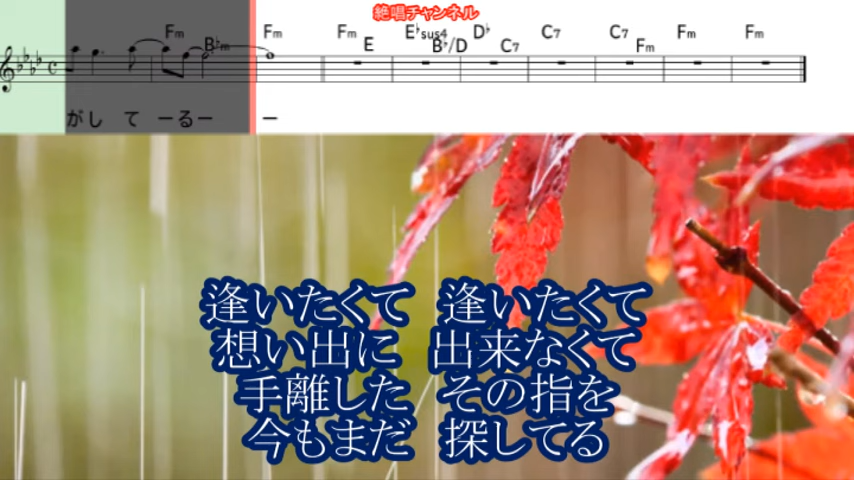 絶唱チャンネル
Fm B♭m Fm Fm E E♭sus4 B♭/D D♭ C7 C7 C7 Fm Fm Fm
がし て ーるー ー
逢いたくて 逢いたくて
想い出に 出来なくて
手離した その指を
今もまだ 探してる